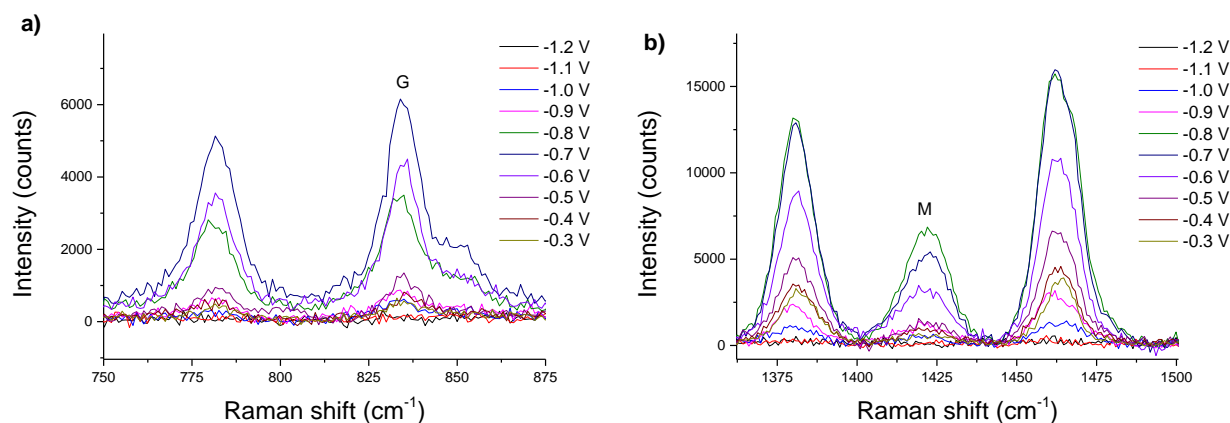 a)
G
-1.2 V
-1.1 V
-1.0 V
-0.9 V
-0.8 V
-0.7 V
-0.6 V
-0.5 V
-0.4 V
-0.3 V
6000
4000
2000
0
Intensity (counts)
750 775 800 825 850 875
Raman shift (cm⁻¹)
b)
M
-1.2 V
-1.1 V
-1.0 V
-0.9 V
-0.8 V
-0.7 V
-0.6 V
-0.5 V
-0.4 V
-0.3 V
15000
10000
5000
0
Intensity (counts)
1375 1400 1425 1450 1475 1500
Raman shift (cm⁻¹)